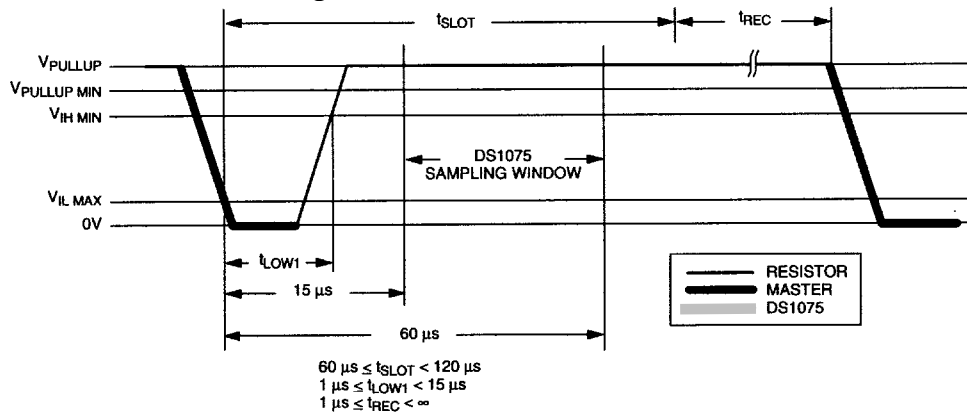 tSLOT
tREC
VPULLUP
VPULLUP MIN
VIH MIN
DS1075
SAMPLING WINDOW
VIL MAX
0V
tLOW1
15 µs
60 µs
RESISTOR
MASTER
DS1075
60 µs ≤ tSLOT < 120 µs
1 µs ≤ tLOW1 < 15 µs
1 µs ≤ tREC < ∞